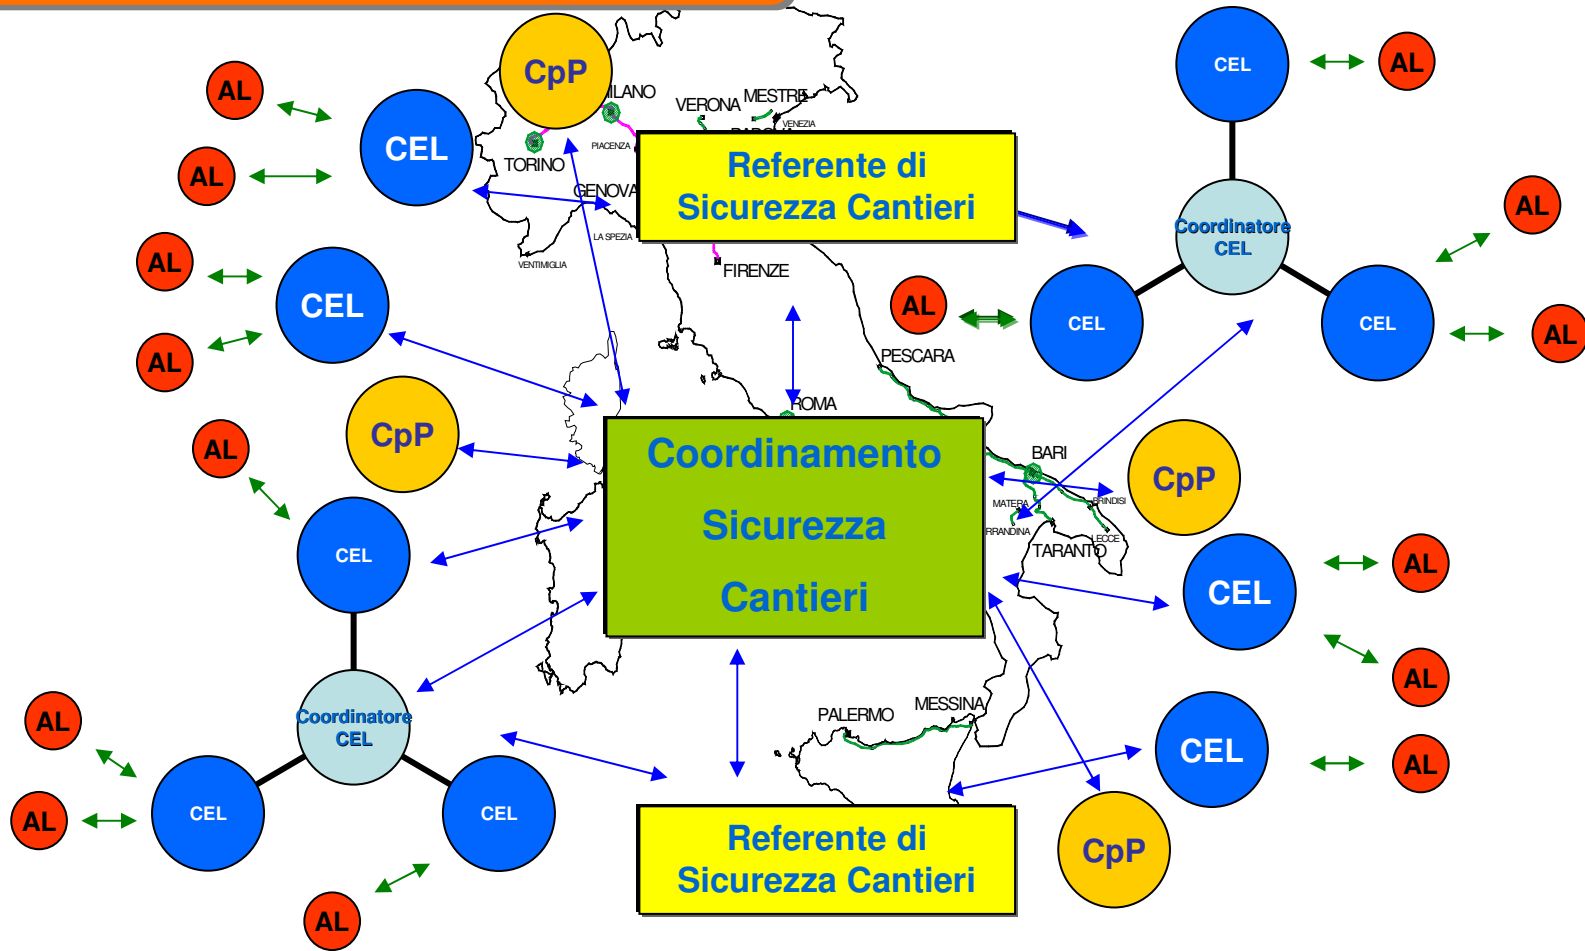 CEL
AL
CpP
AL
ILANO
VERONA
MESTRE
VENEZIA
CEL
PIACENZA
TORINO
Referente di
Sicurezza Cantieri
AL
GENOVA
AL
Coordinatore
CEL
LA SPEZIA
VENTIMIGLIA
FIRENZE
AL
CEL
AL
CEL
CEL
AL
AL
PESCARA
ROMA
CpP
AL
Coordinamento
Sicurezza
Cantieri
BARI
CpP
MATERA
BRINDISI
RRANDINA
LECCE
TARANTO
CEL
AL
CEL
AL
Coordinatore
CEL
PALERMO
MESSINA
AL
CEL
AL
CEL
CEL
AL
Referente di
Sicurezza Cantieri
CpP
AL